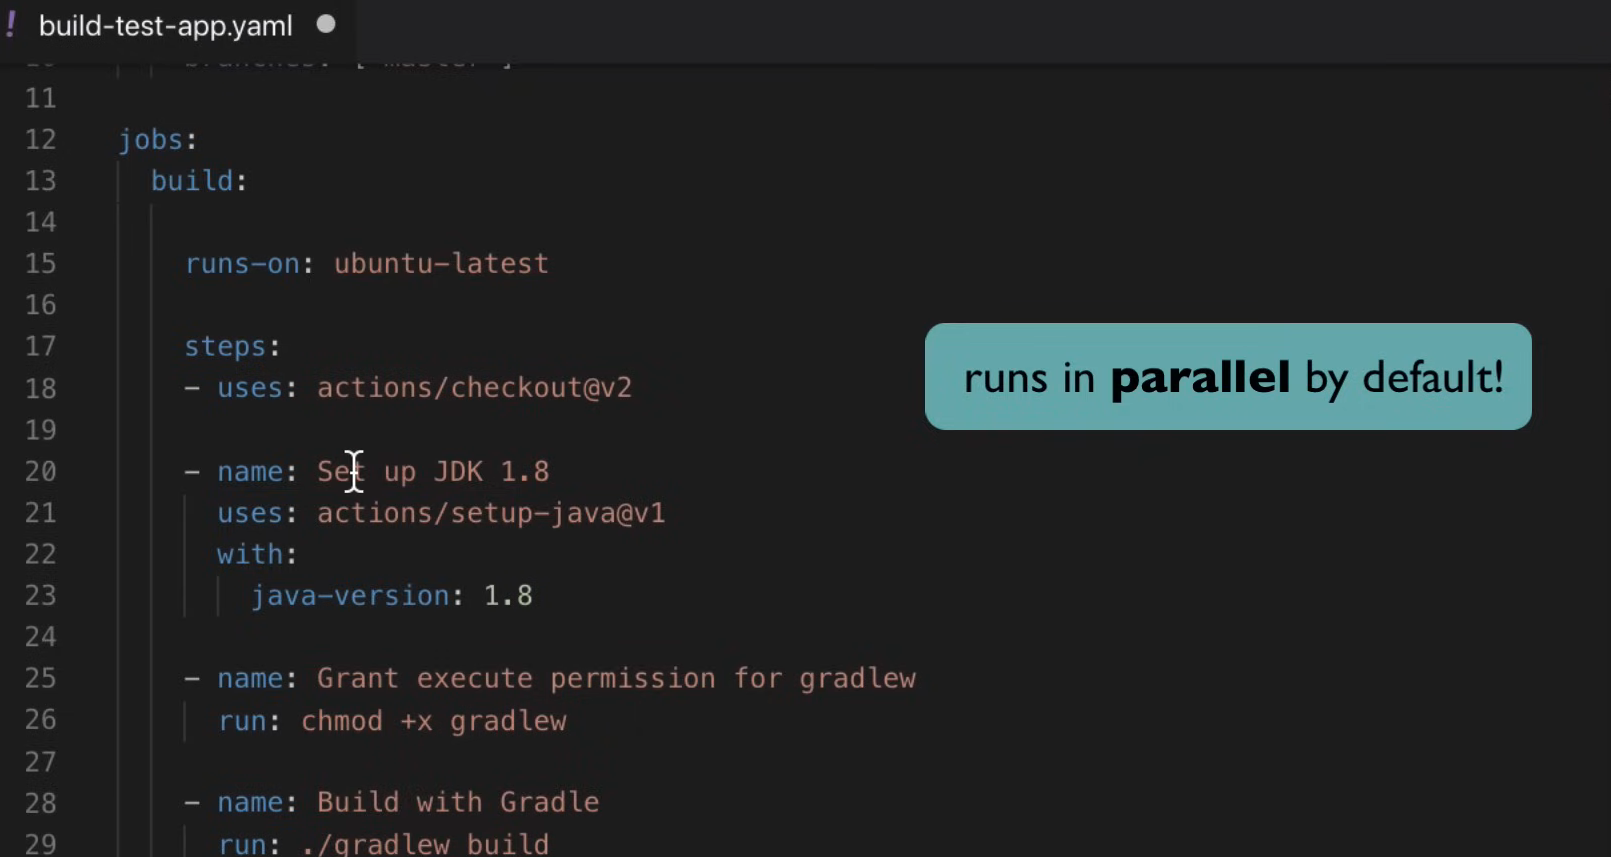 ! build-test-app.yaml
10 branches: [ master ]
11
12 jobs:
13 build:
14
15 runs-on: ubuntu-latest
16
17 steps:
18 - uses: actions/checkout@v2
19
20 - name: Set up JDK 1.8
21 uses: actions/setup-java@v1
22 with:
23 java-version: 1.8
24
25 - name: Grant execute permission for gradlew
26 run: chmod +x gradlew
27
28 - name: Build with Gradle
29 run: ./gradlew build
runs in parallel by default!